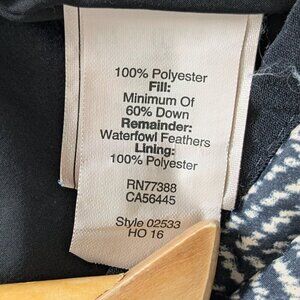 100% Polyester
Fill:
Minimum Of
60% Down
Remainder:
Waterfowl Feathers
Lining:
100% Polyester
RN77388
CA56445
Style 02533
HO 16